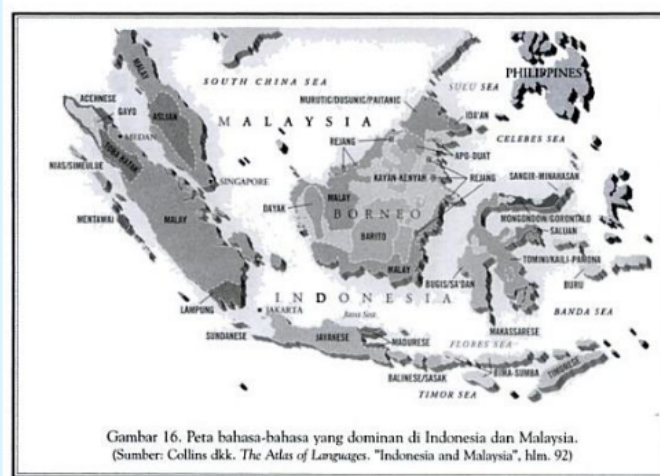 PHILIPPINES
SOUTH CHINA SEA
SULU SEA
MALAY
MURUTIC/DUSUNIC/PAITANIC
IDA'AN
ACEHNESE
GAYO
ASLIAN
MALAYSIA
CELEBES SEA
MEDAN
REJANG
APO-DUAT
TOBA BATAK
NIAS/SIMEULUE
KAYAN-KENYAH
REJANG
SANGIR-MINAHASAN
SINGAPORE
MALAY
DAYAK
BORNEO
MONGONDON/GORONTALO
MENTAWAI
MALAY
SALUAN
BARITO
TOMINI/KAILI-PAMONA
MALAY
BUGIS/SA'DAN
BURU
INDONESIA
LAMPUNG
JAKARTA
Java Sea
BANDA SEA
MAKASSARESE
SUNDANESE
JAVANESE
MADURESE
FLORES SEA
BALINESE/SASAK
BIMA-SUMBA
TIMORESE
TIMOR SEA
Gambar 16. Peta bahasa-bahasa yang dominan di Indonesia dan Malaysia.
(Sumber: Collins dkk. The Atlas of Languages. "Indonesia and Malaysia", hlm. 92)